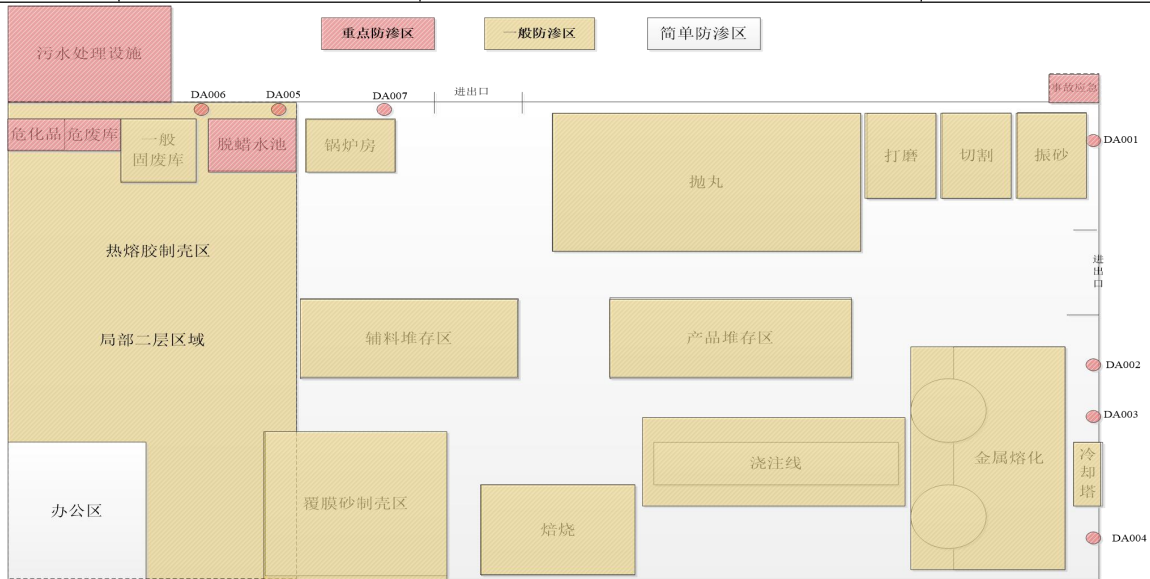 重点防渗区
一般防渗区
简单防渗区
污水处理设施
事故应急
DA006
DA005
DA007
进出口
DA001
危化品
危废库
一般
固废库
脱蜡水池
锅炉房
抛丸
打磨
切割
振砂
热熔胶制壳区
进
出
口
局部二层区域
辅料堆存区
产品堆存区
DA002
DA003
浇注线
金属熔化
冷
却
塔
办公区
覆膜砂制壳区
焙烧
DA004